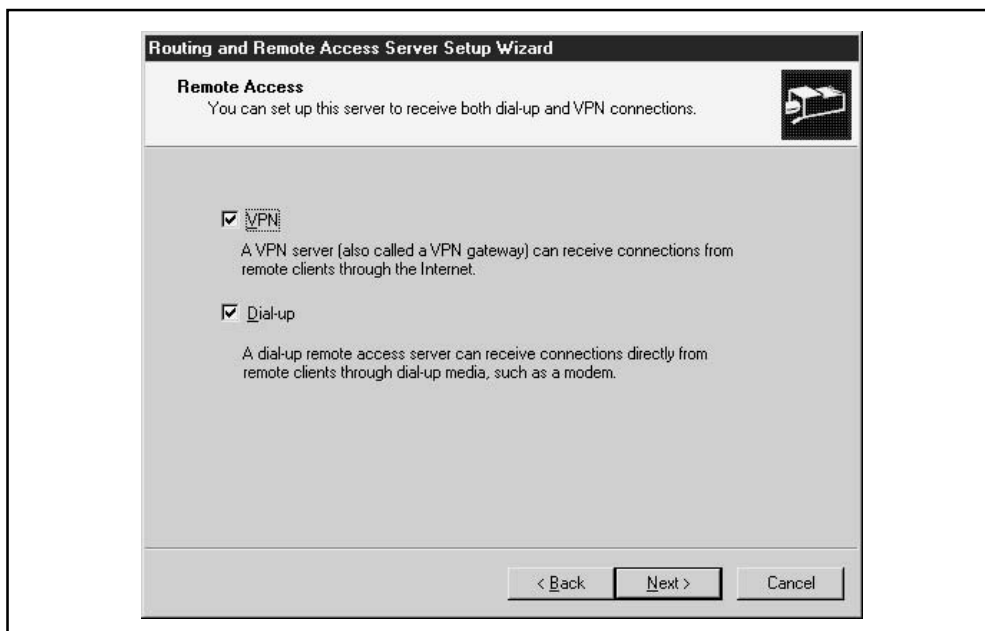 Routing and Remote Access Server Setup Wizard
Remote Access
You can set up this server to receive both dial-up and VPN connections.
VPN
A VPN server (also called a VPN gateway) can receive connections from
remote clients through the Internet.
Dial-up
A dial-up remote access server can receive connections directly from
remote clients through dial-up media, such as a modem.
< Back
Next >
Cancel